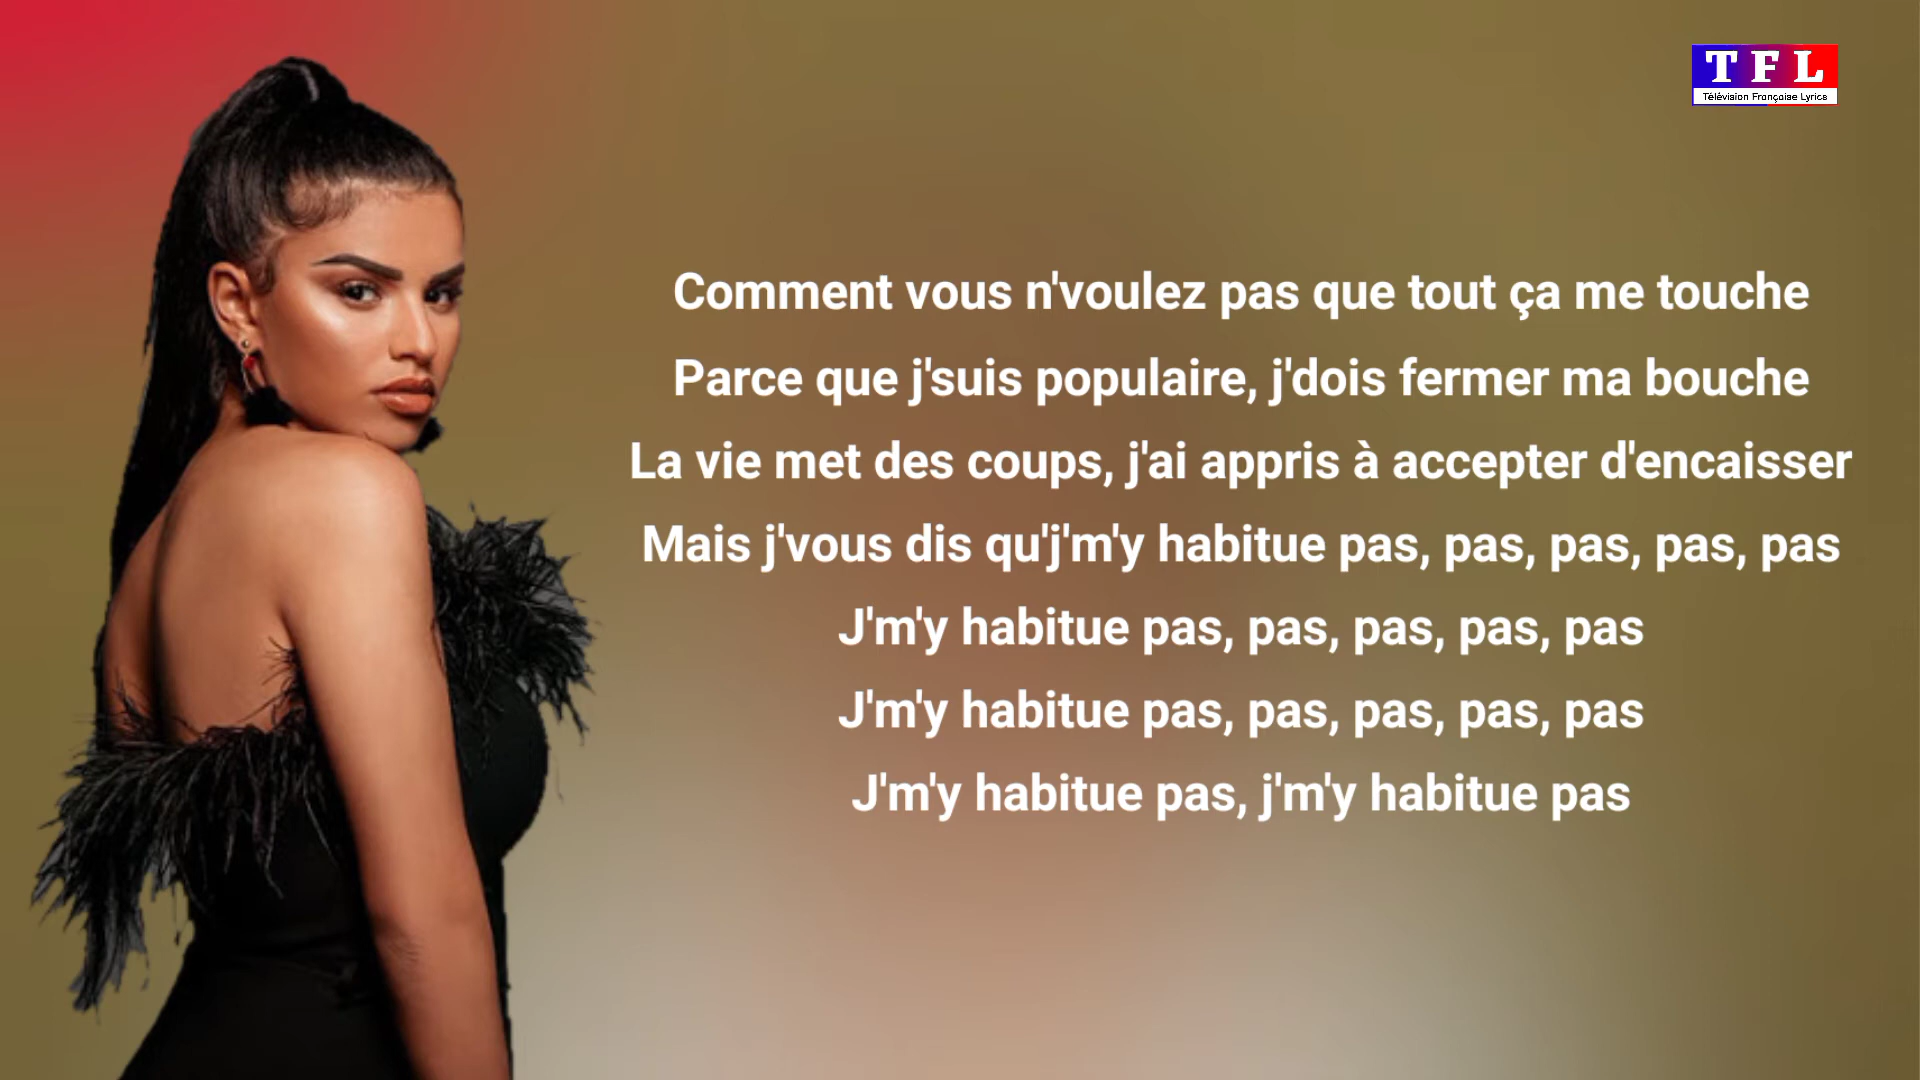 T F L
Télévision Française Lyrics
Comment vous n'voulez pas que tout ça me touche
Parce que j'suis populaire, j'dois fermer ma bouche
La vie met des coups, j'ai appris à accepter d'encaisser
Mais j'vous dis qu'j'm'y habitue pas, pas, pas, pas, pas
J'm'y habitue pas, pas, pas, pas, pas
J'm'y habitue pas, pas, pas, pas, pas
J'm'y habitue pas, j'm'y habitue pas